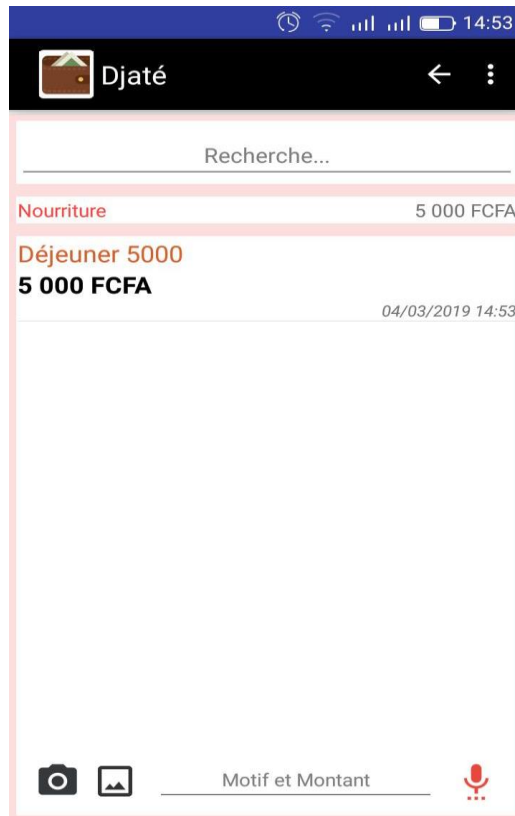 14:53
Djaté
Recherche...
Nourriture 5 000 FCFA
Déjeuner 5000
5 000 FCFA
04/03/2019 14:53
Motif et Montant